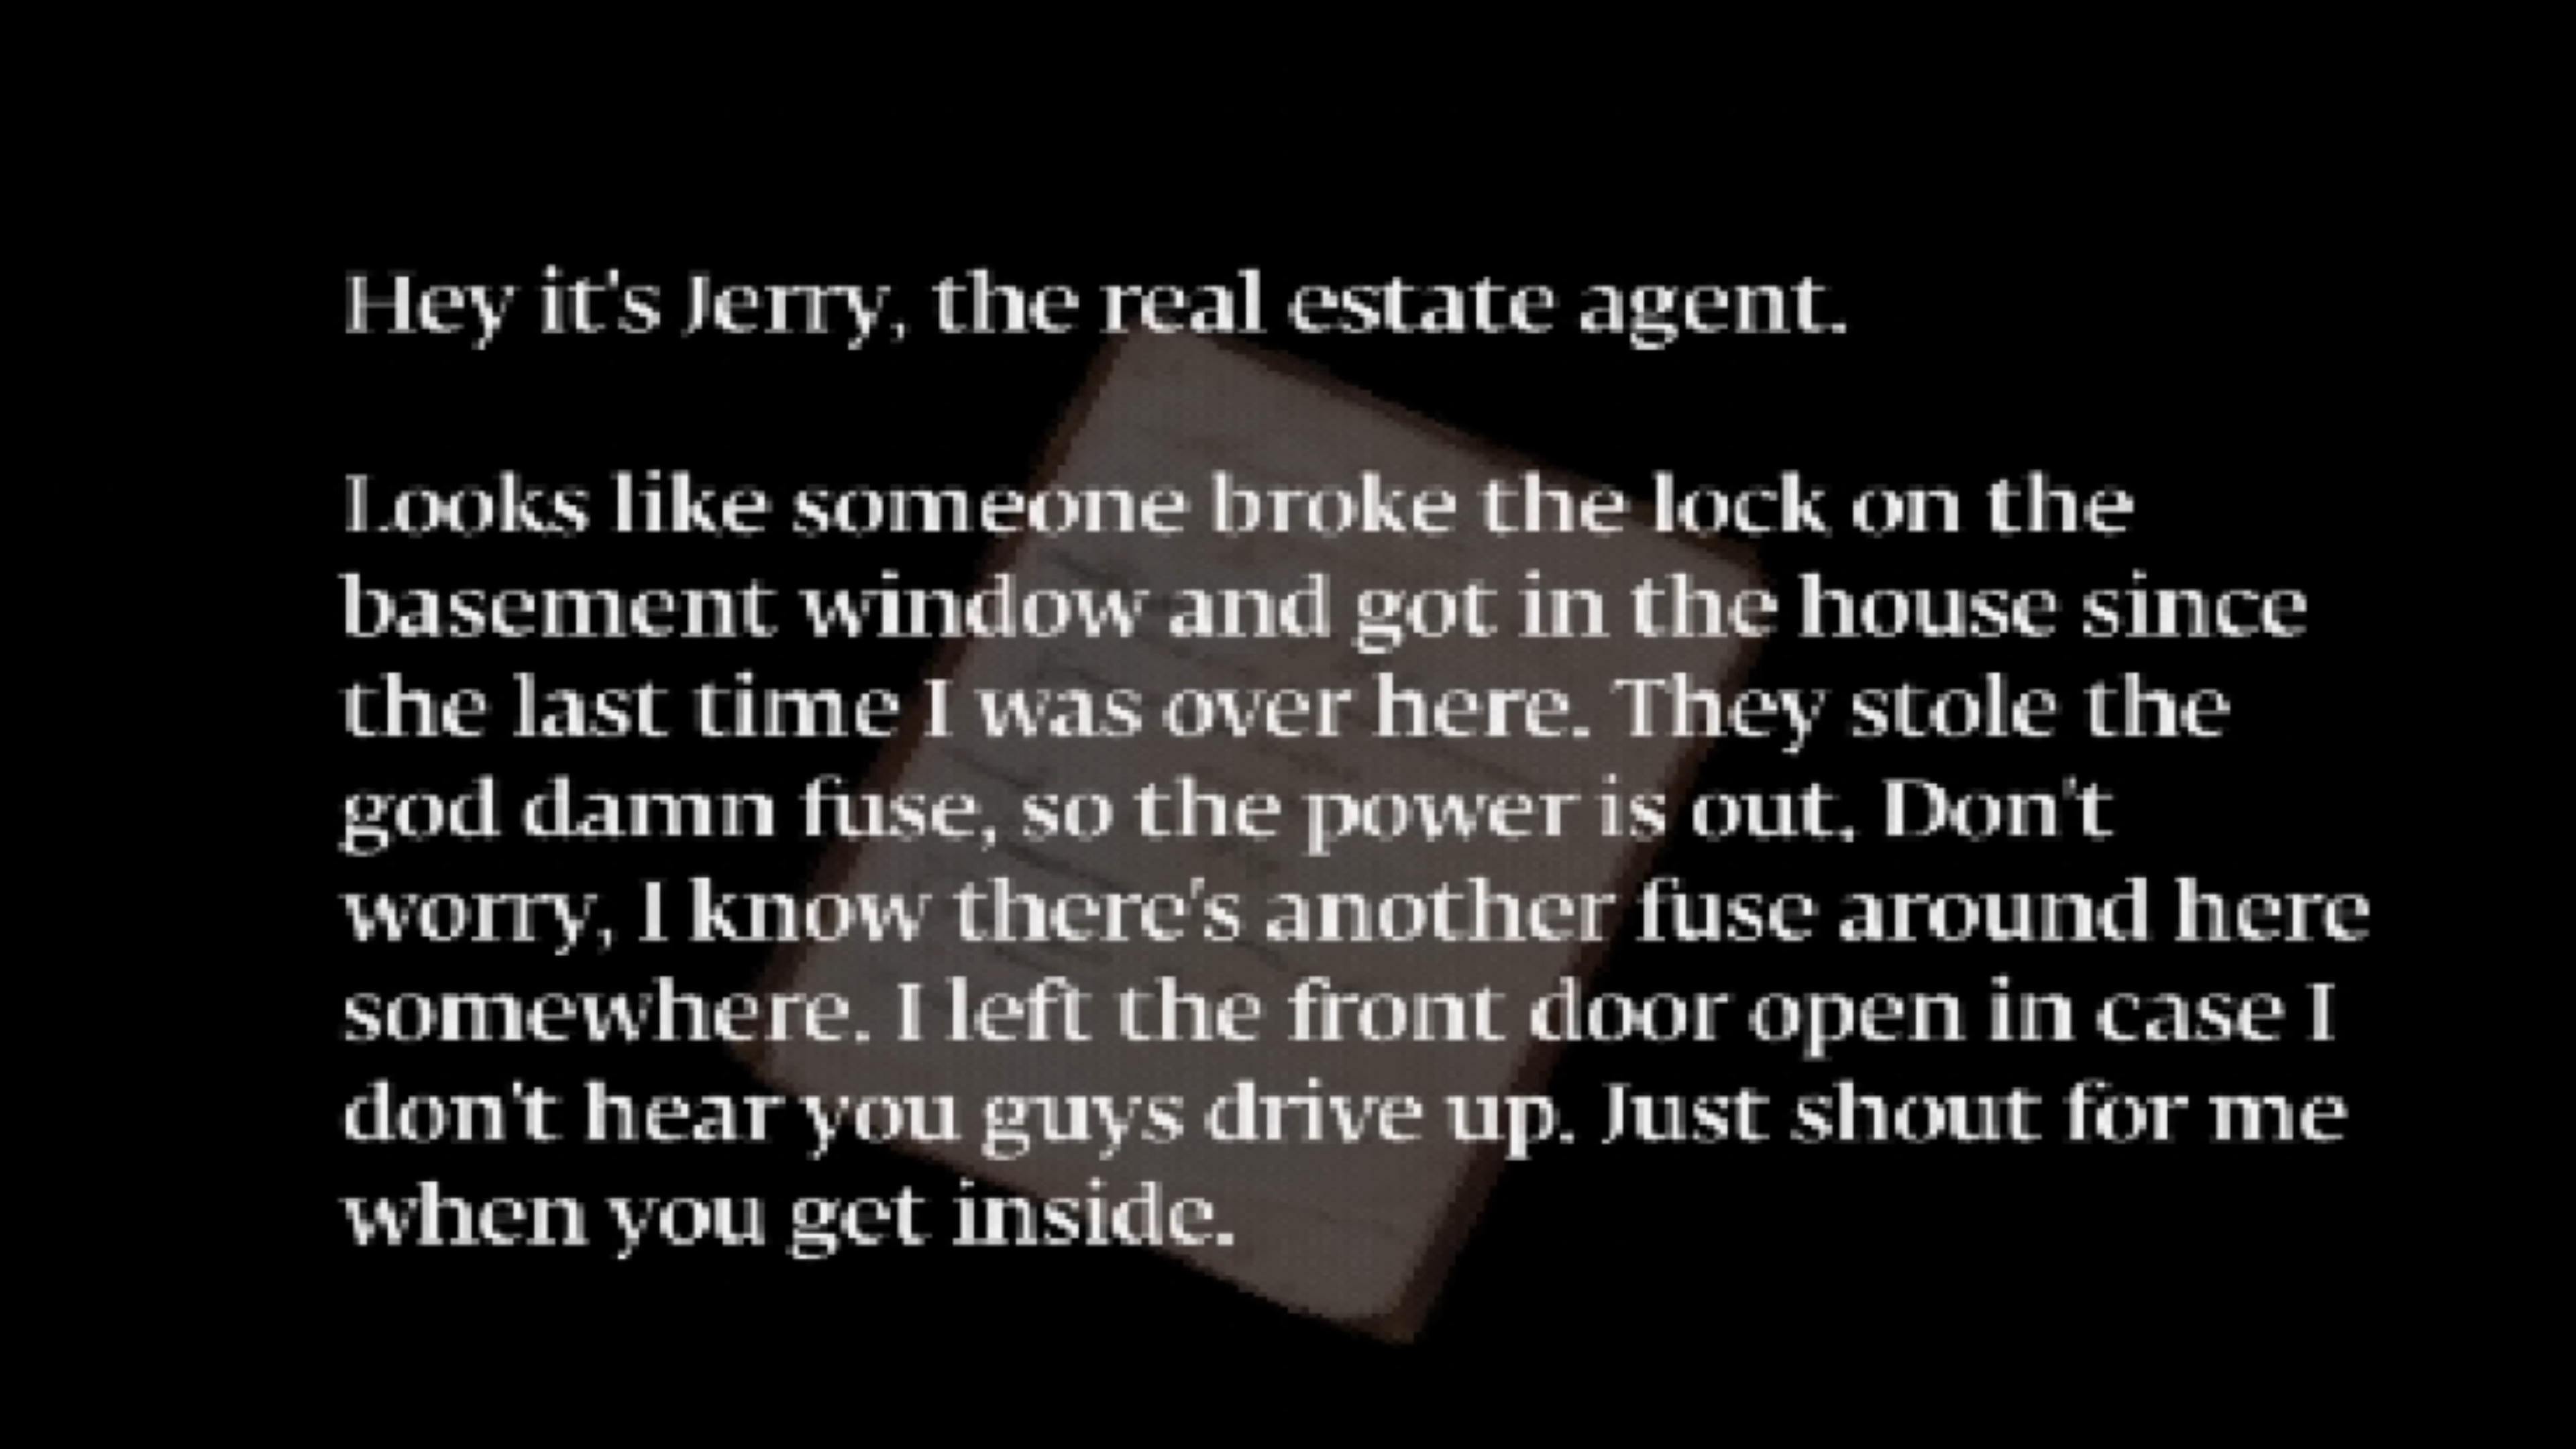 Hey it's Jerry, the real estate agent.
Looks like someone broke the lock on the
basement window and got in the house since
the last time I was over here. They stole the
god damn fuse, so the power is out. Don't
worry, I know there's another fuse around here
somewhere. I left the front door open in case I
don't hear you guys drive up. Just shout for me
when you get inside.